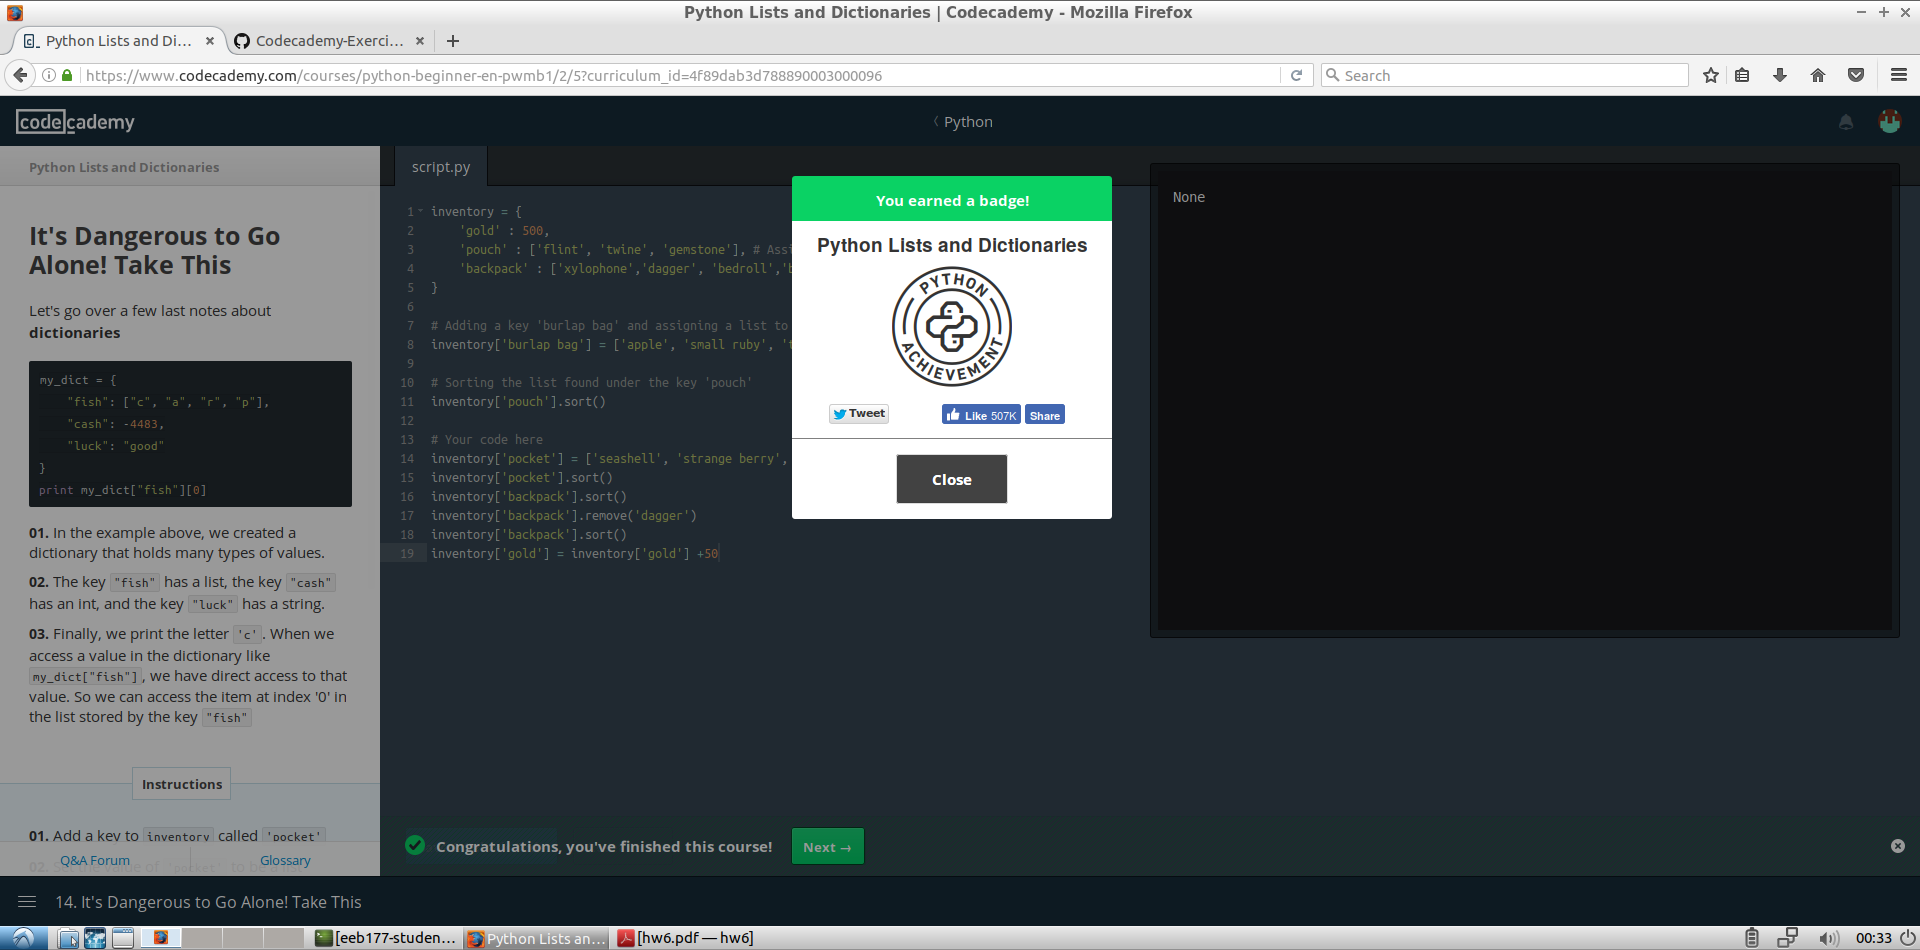 Python Lists and Dictionaries | Codecademy - Mozilla Firefox
Python Lists and Di...
Codecademy-Exerci...
https://www.codecademy.com/courses/python-beginner-en-pwmb1/2/5?curriculum_id=4f89dab3d788890003000096
Search
codecademy
Python
Python Lists and Dictionaries
It's Dangerous to Go
Alone! Take This
Let's go over a few last notes about
dictionaries
my_dict = {
"fish": ["c", "a", "r", "p"],
"cash": -4483,
"luck": "good"
}
print my_dict["fish"][0]
01. In the example above, we created a
dictionary that holds many types of values.
02. The key "fish" has a list, the key "cash"
has an int, and the key "luck" has a string.
03. Finally, we print the letter 'c'. When we
access a value in the dictionary like
my_dict["fish"], we have direct access to that
value. So we can access the item at index '0' in
the list stored by the key "fish"
Instructions
01. Add a key to inventory called 'pocket'
02. Set the value of 'pocket' to be a list
Q&A Forum
Glossary
script.py
1 inventory = {
2 'gold' : 500,
3 'pouch' : ['flint', 'twine', 'gemstone'], # Assi
4 'backpack' : ['xylophone','dagger', 'bedroll','b
5 }
6
7 # Adding a key 'burlap bag' and assigning a list to
8 inventory['burlap bag'] = ['apple', 'small ruby', 't
9
10 # Sorting the list found under the key 'pouch'
11 inventory['pouch'].sort()
12
13 # Your code here
14 inventory['pocket'] = ['seashell', 'strange berry',
15 inventory['pocket'].sort()
16 inventory['backpack'].sort()
17 inventory['backpack'].remove('dagger')
18 inventory['backpack'].sort()
19 inventory['gold'] = inventory['gold'] +50
You earned a badge!
Python Lists and Dictionaries
PYTHON
ACHIEVEMENT
Tweet
Like 507K
Share
Close
None
Congratulations, you've finished this course!
Next →
14. It's Dangerous to Go Alone! Take This
[eeb177-studen...
Python Lists an...
[hw6.pdf — hw6]
00:33